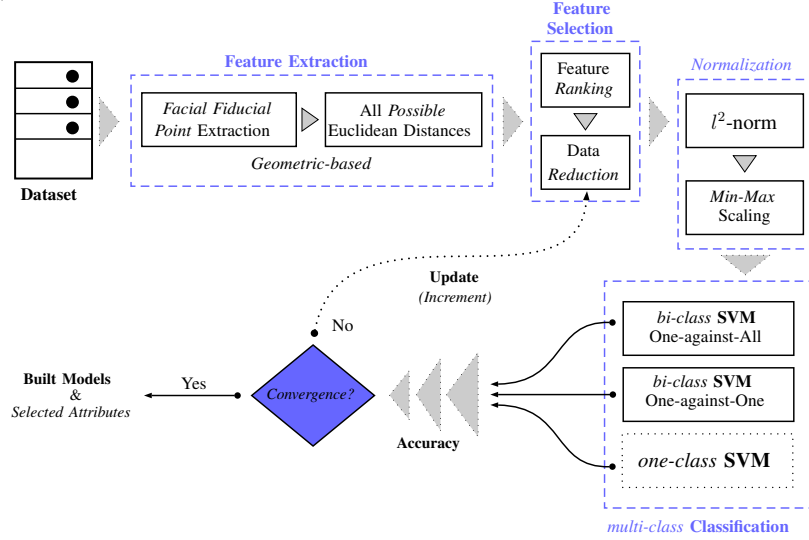 Feature Extraction
Facial Fiducial
Point Extraction
All Possible
Euclidean Distances
Geometric-based
Dataset
Feature
Selection
Feature
Ranking
Data
Reduction
Normalization
l²-norm
Min-Max
Scaling
Update
(Increment)
No
Convergence?
Yes
Built Models
&
Selected Attributes
Accuracy
bi-class SVM
One-against-All
bi-class SVM
One-against-One
one-class SVM
multi-class Classification